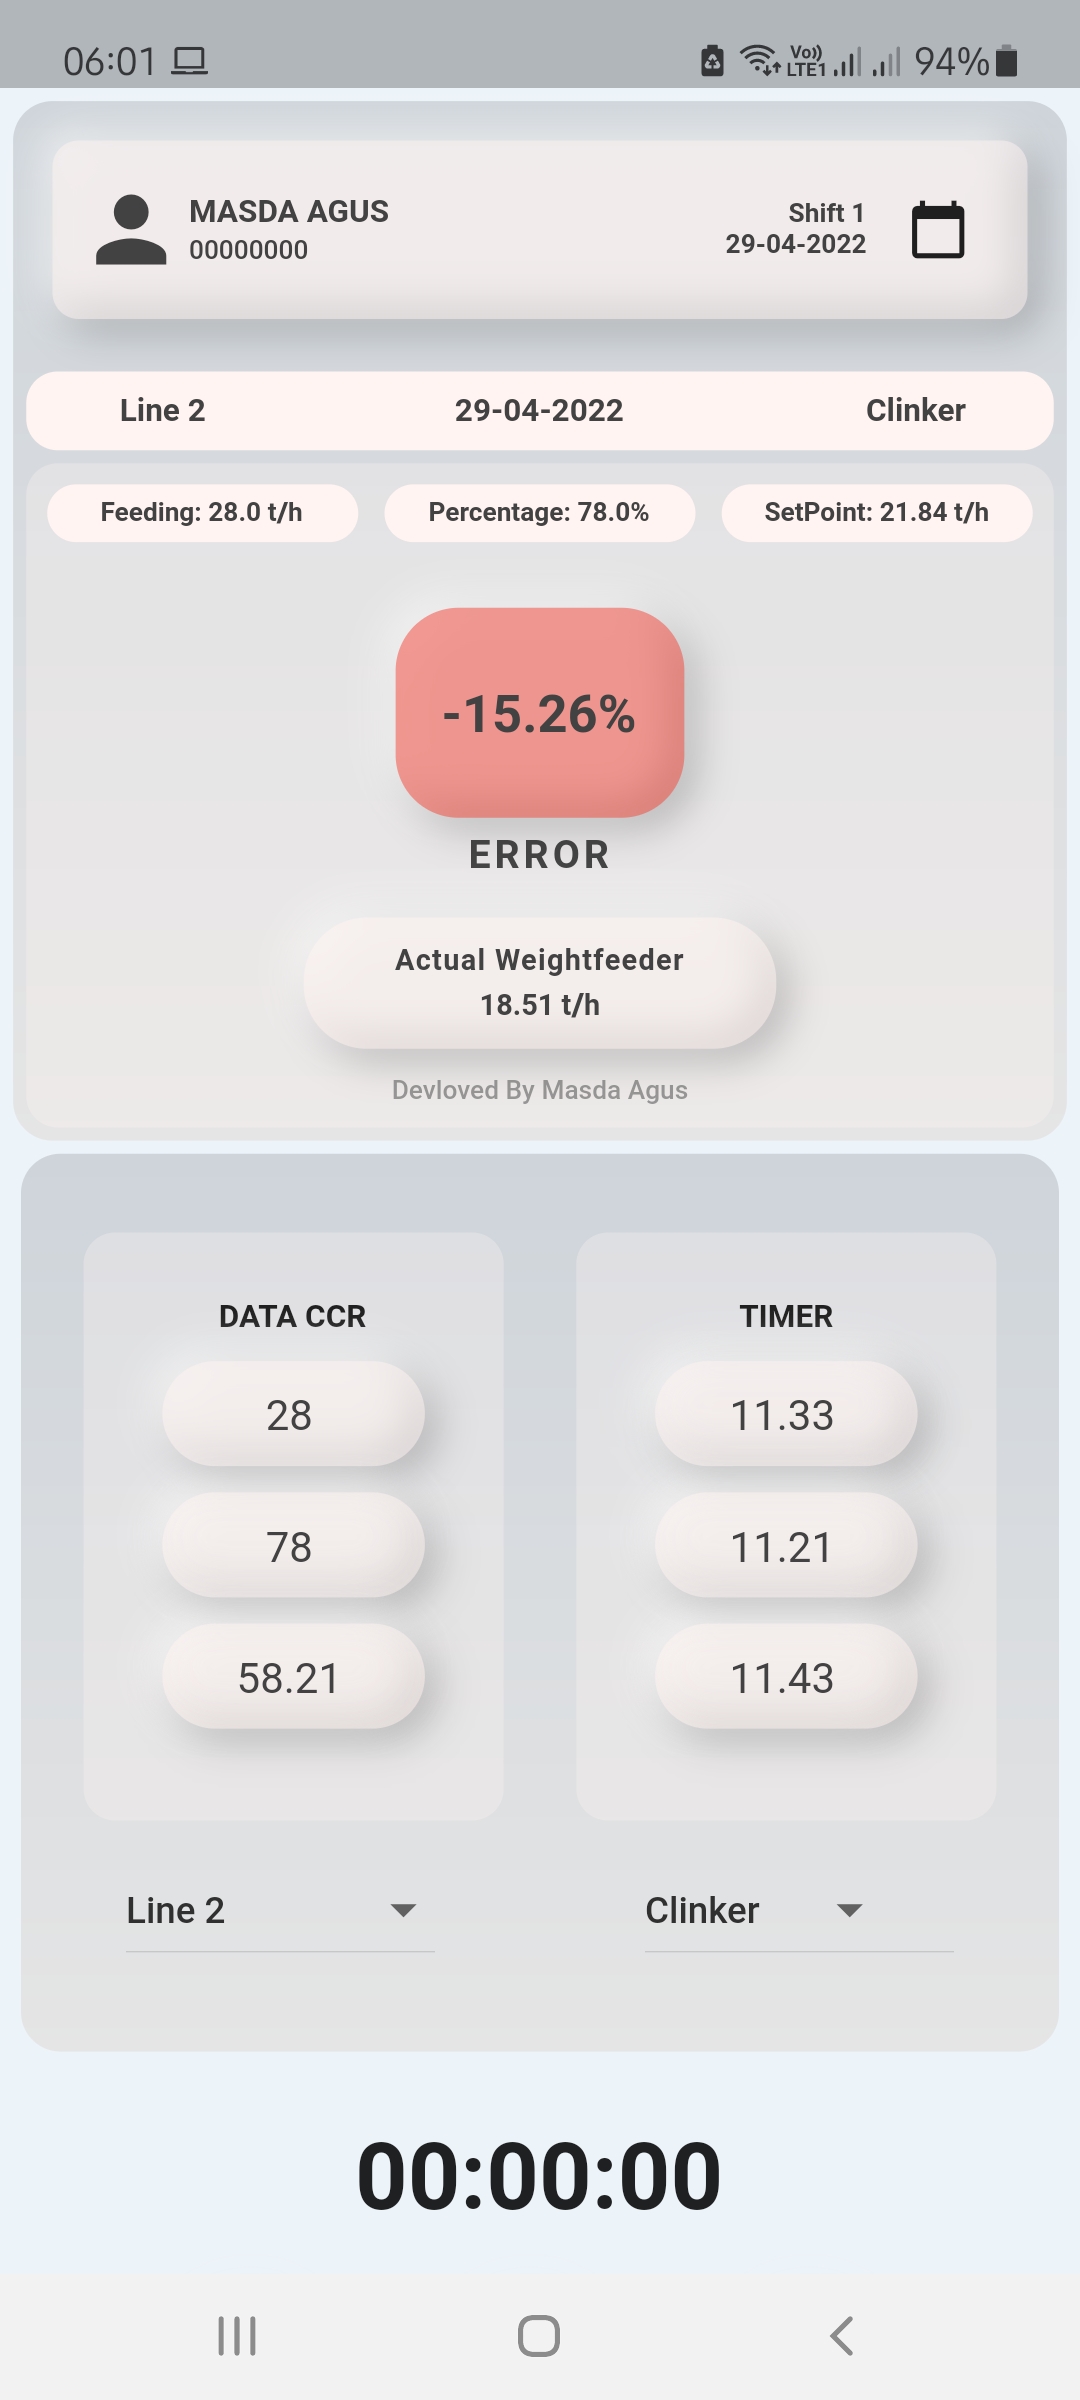 06:01 Vo)) LTE1 94%
MASDA AGUS
00000000
Shift 1
29-04-2022
Line 2 29-04-2022 Clinker
Feeding: 28.0 t/h Percentage: 78.0% SetPoint: 21.84 t/h
-15.26%
ERROR
Actual Weightfeeder
18.51 t/h
Devloved By Masda Agus
DATA CCR
28
78
58.21
TIMER
11.33
11.21
11.43
Line 2 Clinker
00:00:00